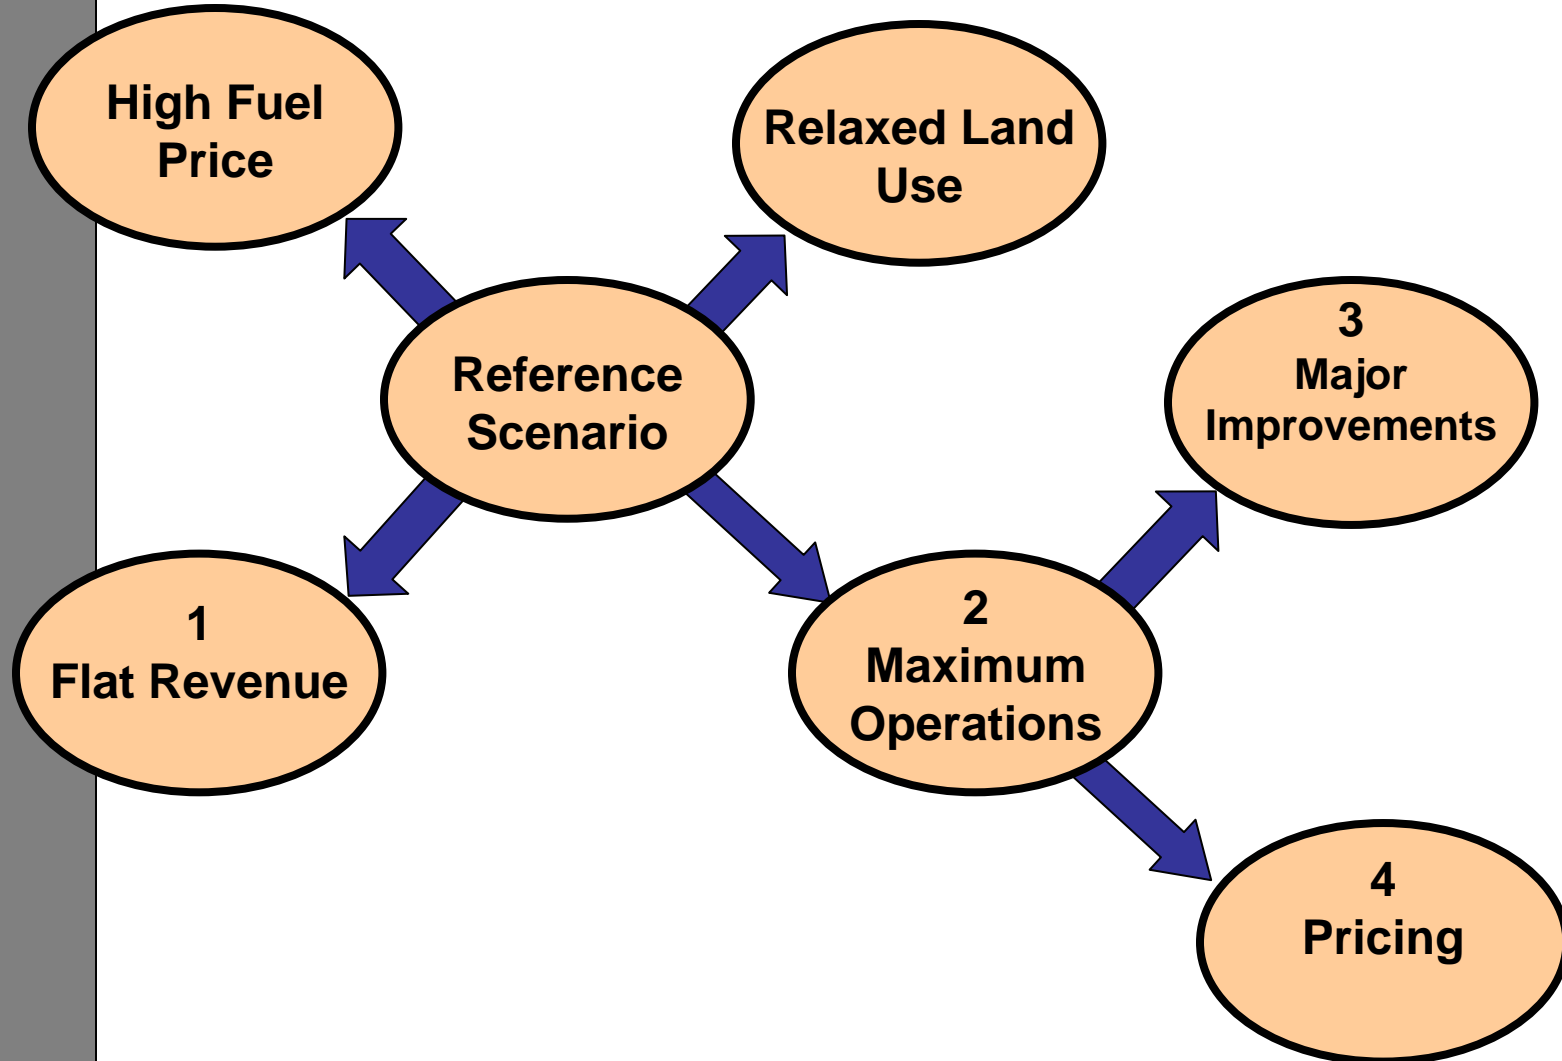 High Fuel
Price
Relaxed Land
Use
Reference
Scenario
3
Major
Improvements
1
Flat Revenue
2
Maximum
Operations
4
Pricing